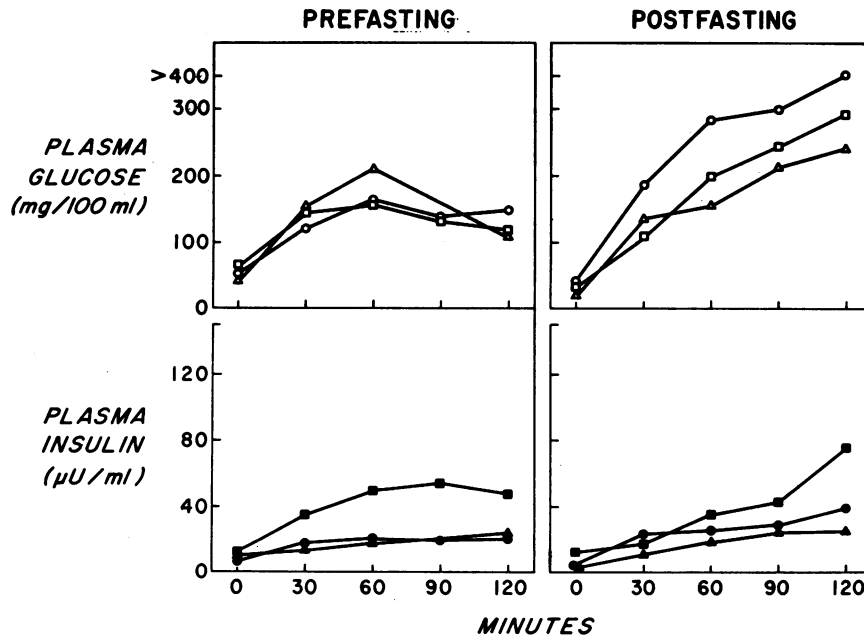 PREFASTING
POSTFASTING
>400
300
200
100
0
PLASMA
GLUCOSE
(mg/100 ml)
120
80
40
0
PLASMA
INSULIN
(µU/ml)
0 30 60 90 120
0 30 60 90 120
MINUTES